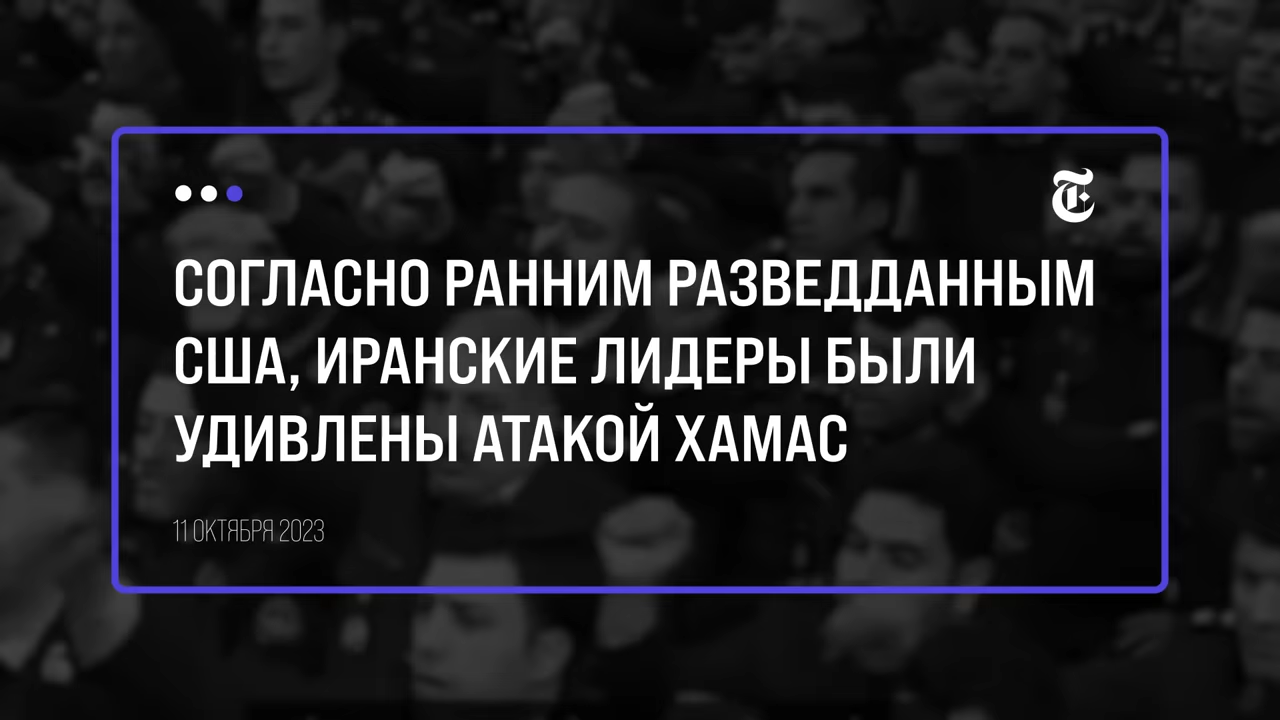 СОГЛАСНО РАННИМ РАЗВЕДДАННЫМ
США, ИРАНСКИЕ ЛИДЕРЫ БЫЛИ
УДИВЛЕНЫ АТАКОЙ ХАМАС
11 ОКТЯБРЯ 2023